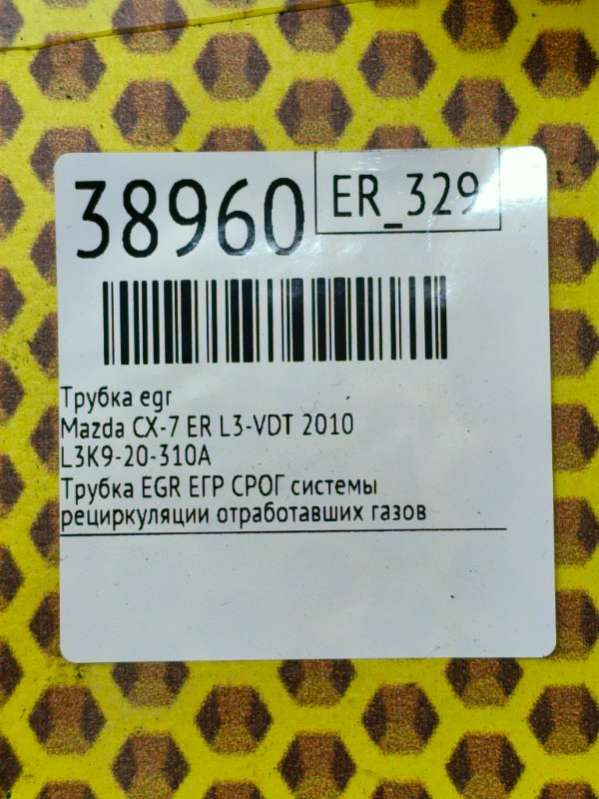 38960
ER_329
Трубка egr
Mazda CX-7 ER L3-VDT 2010
L3K9-20-310A
Трубка EGR ЕГР СРОГ системы
рециркуляции отработавших газов